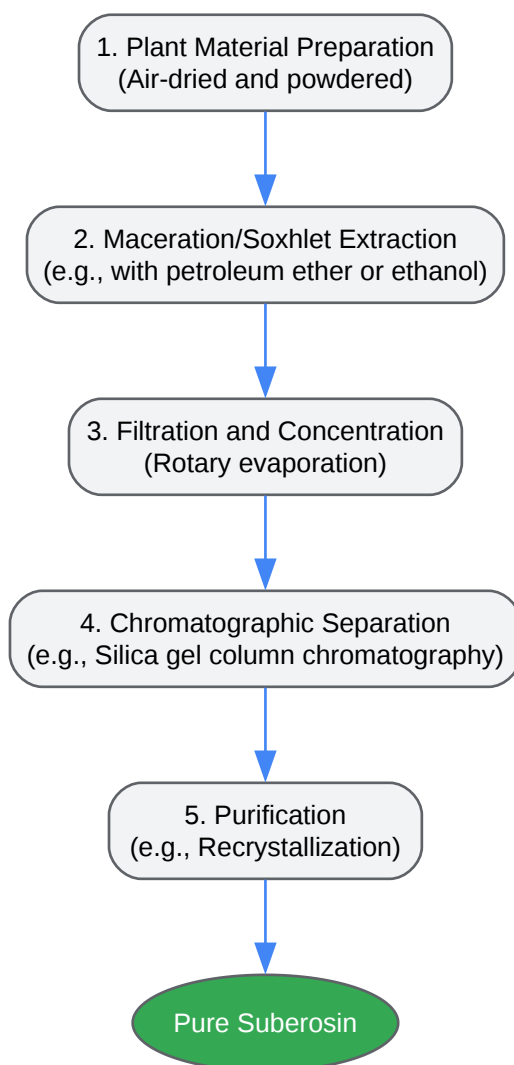 1. Plant Material Preparation
(Air-dried and powdered)
2. Maceration/Soxhlet Extraction
(e.g., with petroleum ether or ethanol)
3. Filtration and Concentration
(Rotary evaporation)
4. Chromatographic Separation
(e.g., Silica gel column chromatography)
5. Purification
(e.g., Recrystallization)
Pure Suberosin